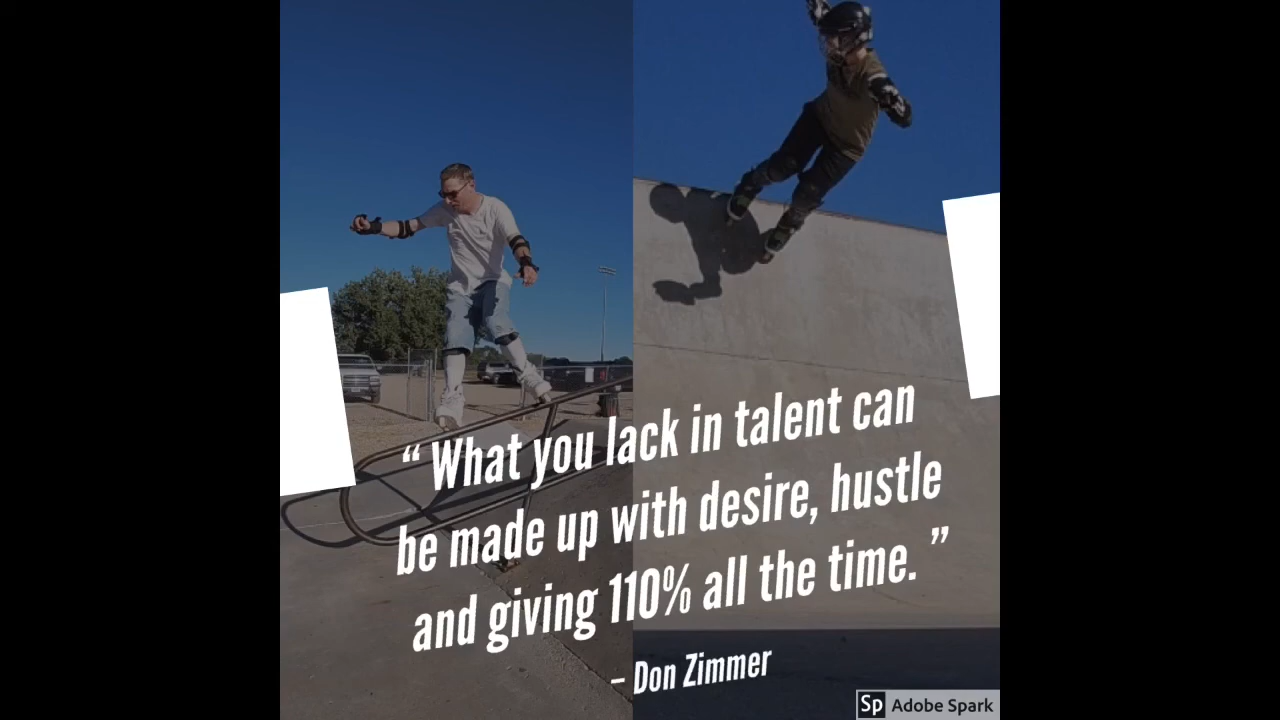 “ What you lack in talent can
be made up with desire, hustle
and giving 110% all the time. ”
– Don Zimmer
Sp Adobe Spark